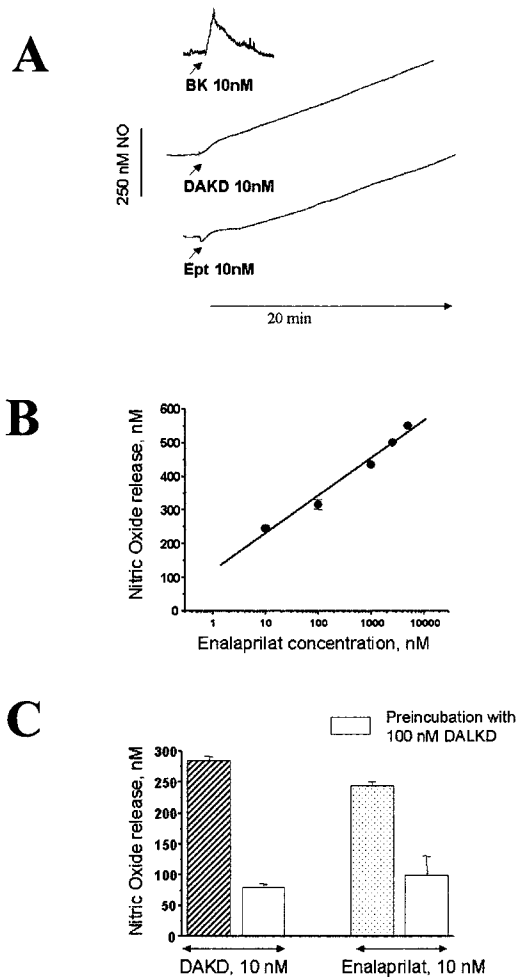 A
BK 10nM
250 nM NO
DAKD 10nM
Ept 10nM
20 min
B
Nitric Oxide release, nM
600
500
400
300
200
100
0
1 10 100 1000 10000
Enalaprilat concentration, nM
C
Preincubation with
100 nM DALKD
Nitric Oxide release, nM
300
250
200
150
100
50
0
DAKD, 10 nM Enalaprilat, 10 nM